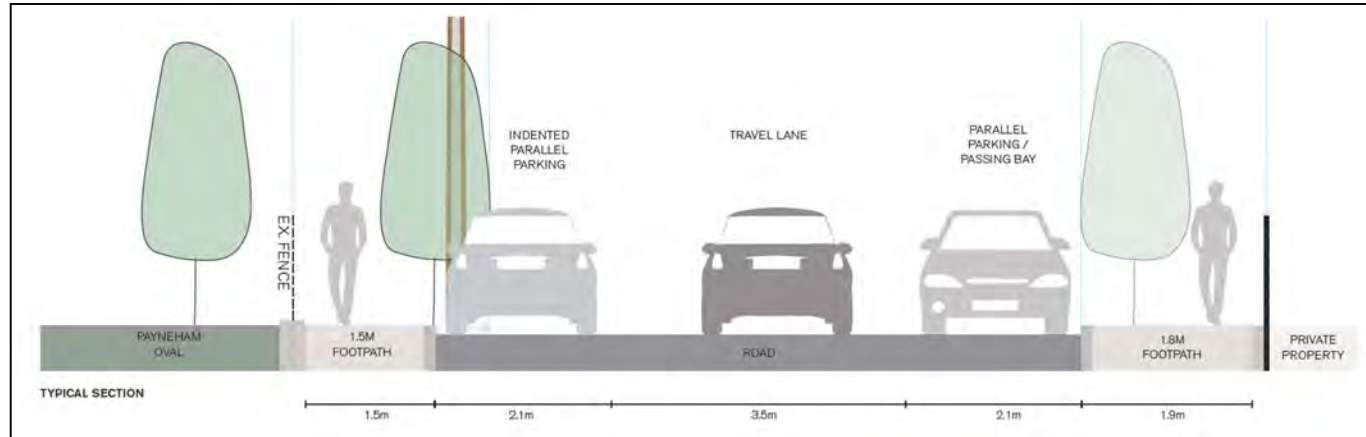 INDENTED
PARALLEL
PARKING
TRAVEL LANE
PARALLEL
PARKING /
PASSING BAY
EX. FENCE
PAYNEHAM
OVAL
1.5M
FOOTPATH
ROAD
1.8M
FOOTPATH
PRIVATE
PROPERTY
TYPICAL SECTION
1.5m
2.1m
3.5m
2.1m
1.9m